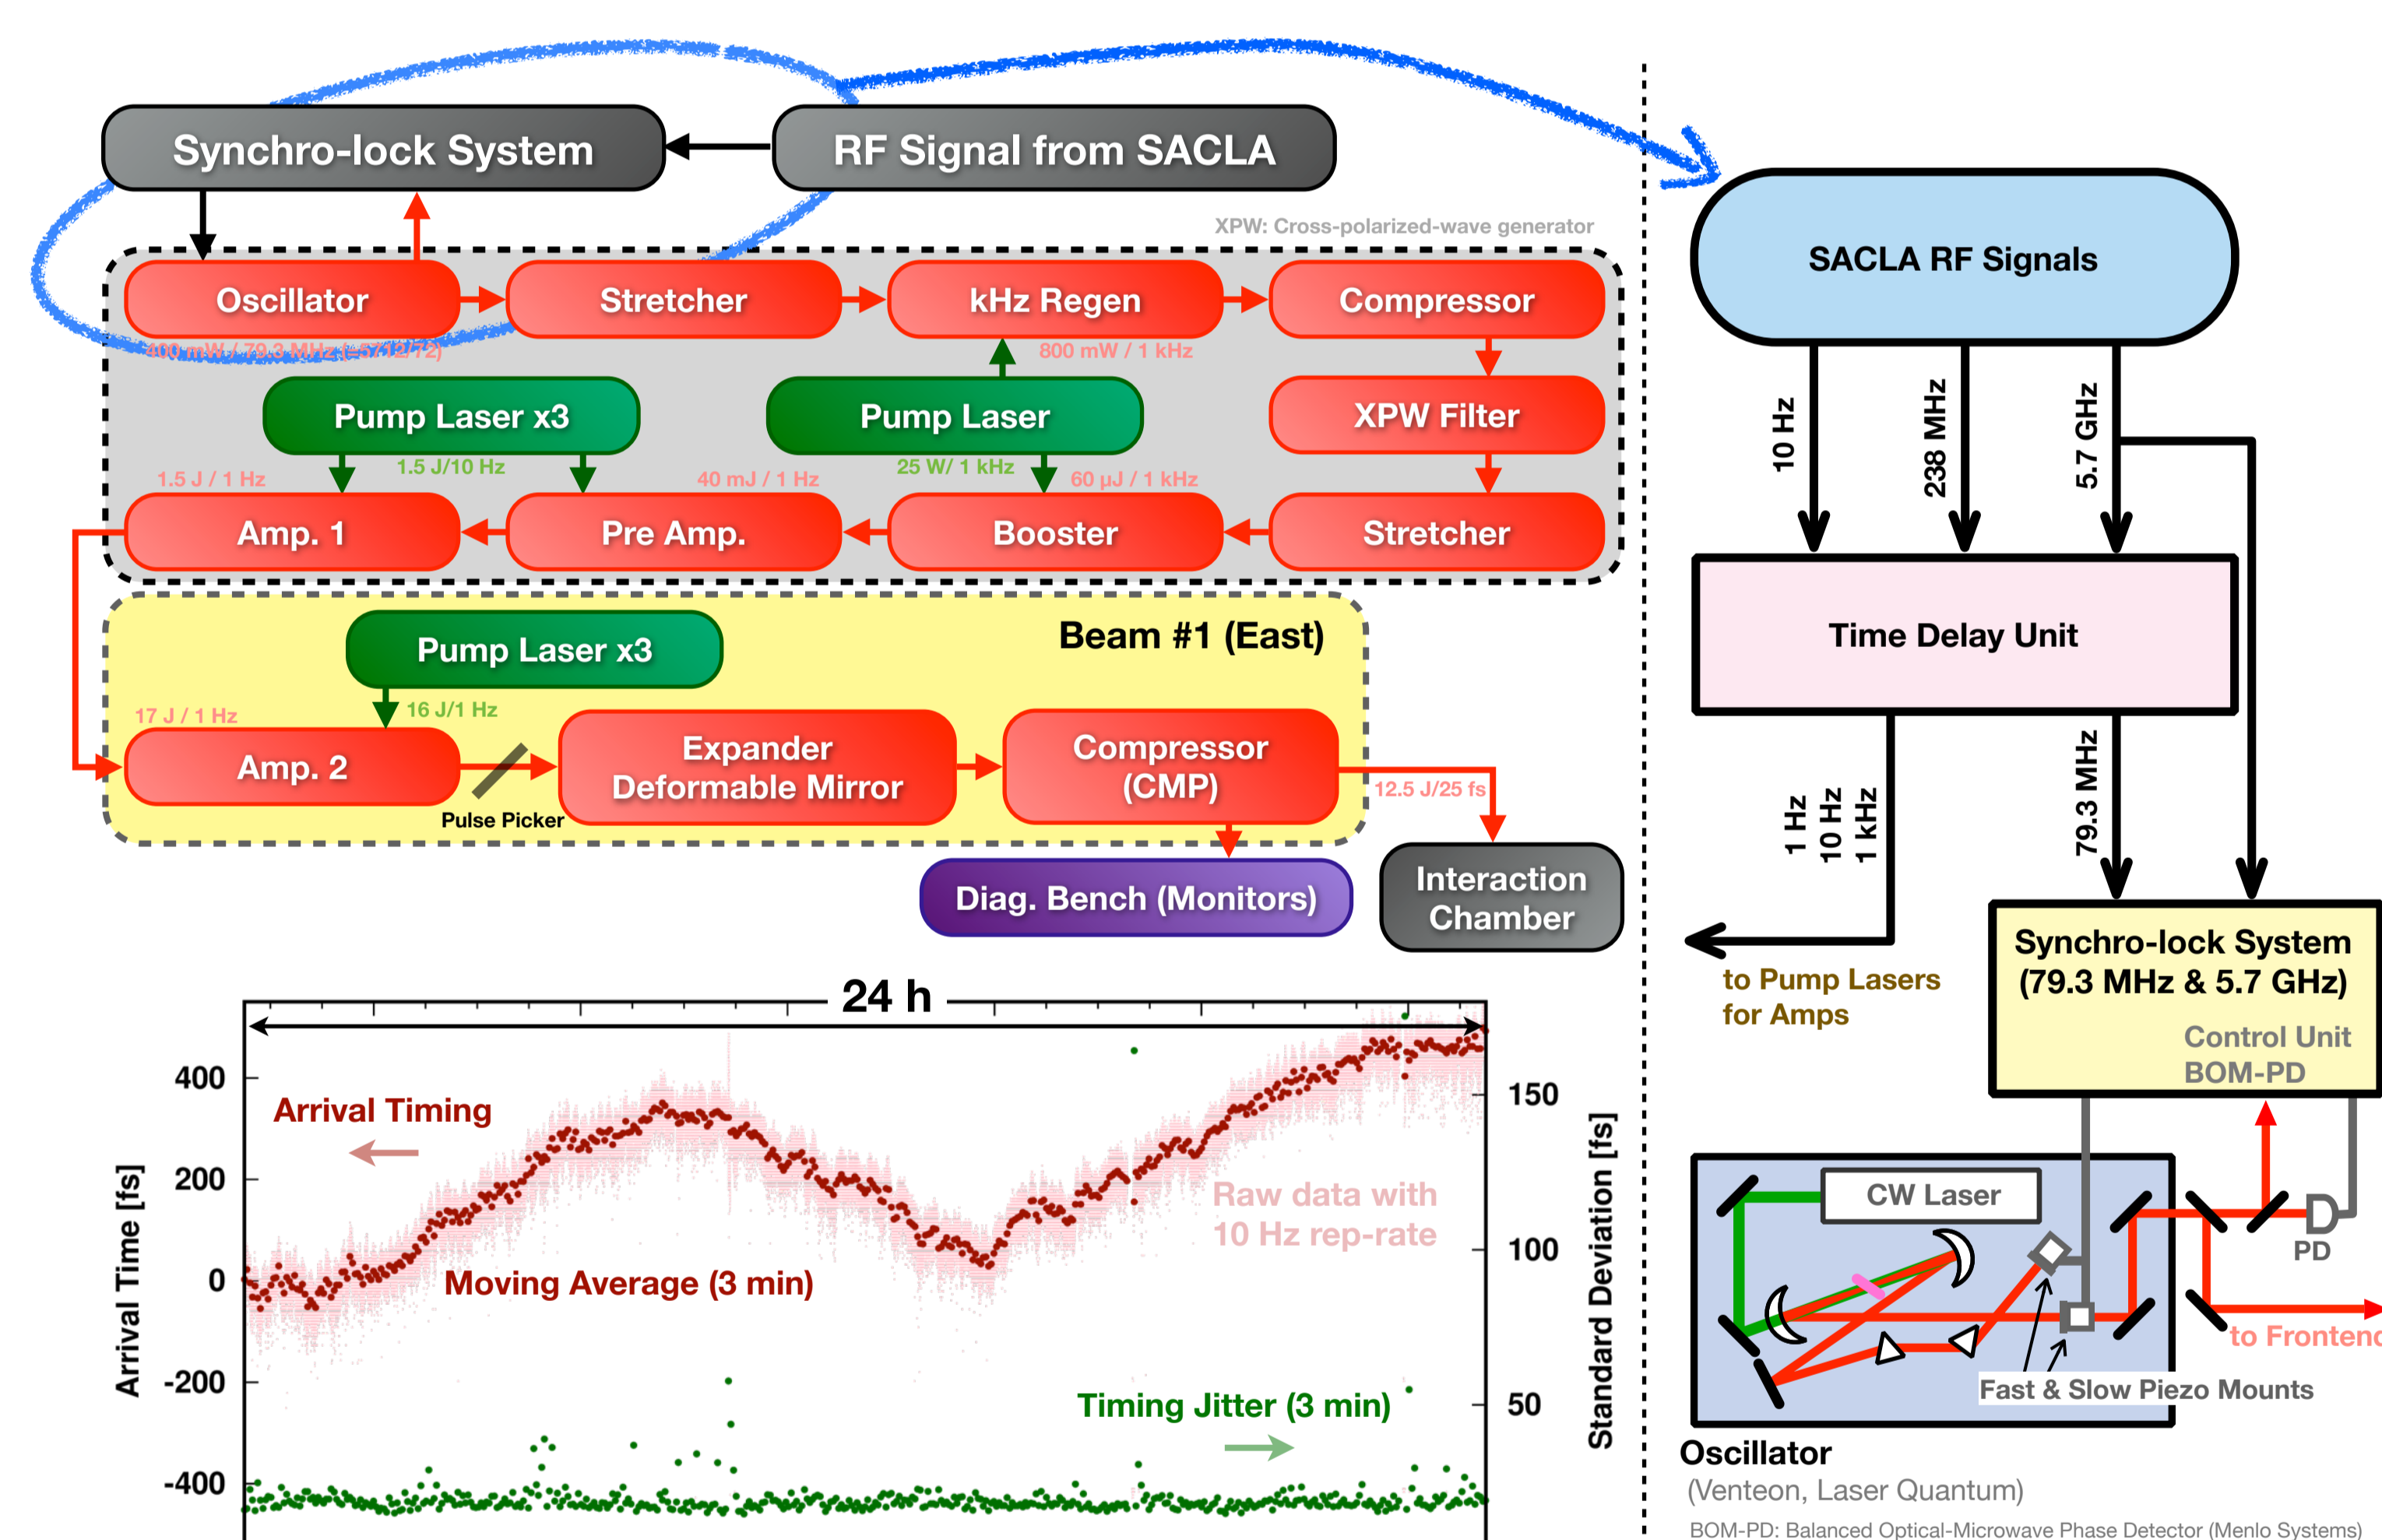 Synchro-lock System
RF Signal from SACLA
XPW: Cross-polarized-wave generator
Oscillator
Stretcher
kHz Regen
Compressor
400 mW / 79.3 MHz (=5712/72)
800 mW / 1 kHz
Pump Laser x3
Pump Laser
XPW Filter
1.5 J / 1 Hz
1.5 J/10 Hz
40 mJ / 1 Hz
25 W/ 1 kHz
60 µJ / 1 kHz
Amp. 1
Pre Amp.
Booster
Stretcher
Beam #1 (East)
Pump Laser x3
17 J / 1 Hz
16 J/1 Hz
Amp. 2
Pulse Picker
Expander
Deformable Mirror
Compressor
(CMP)
12.5 J/25 fs
Diag. Bench (Monitors)
Interaction
Chamber
24 h
Arrival Time [fs]
400
200
0
-200
-400
Arrival Timing
Moving Average (3 min)
Raw data with
10 Hz rep-rate
Timing Jitter (3 min)
150
100
50
Standard Deviation [fs]
SACLA RF Signals
10 Hz
238 MHz
5.7 GHz
Time Delay Unit
1 Hz
10 Hz
1 kHz
79.3 MHz
to Pump Lasers
for Amps
Synchro-lock System
(79.3 MHz & 5.7 GHz)
Control Unit
BOM-PD
CW Laser
PD
to Frontend
Fast & Slow Piezo Mounts
Oscillator
(Venteon, Laser Quantum)
BOM-PD: Balanced Optical-Microwave Phase Detector (Menlo Systems)